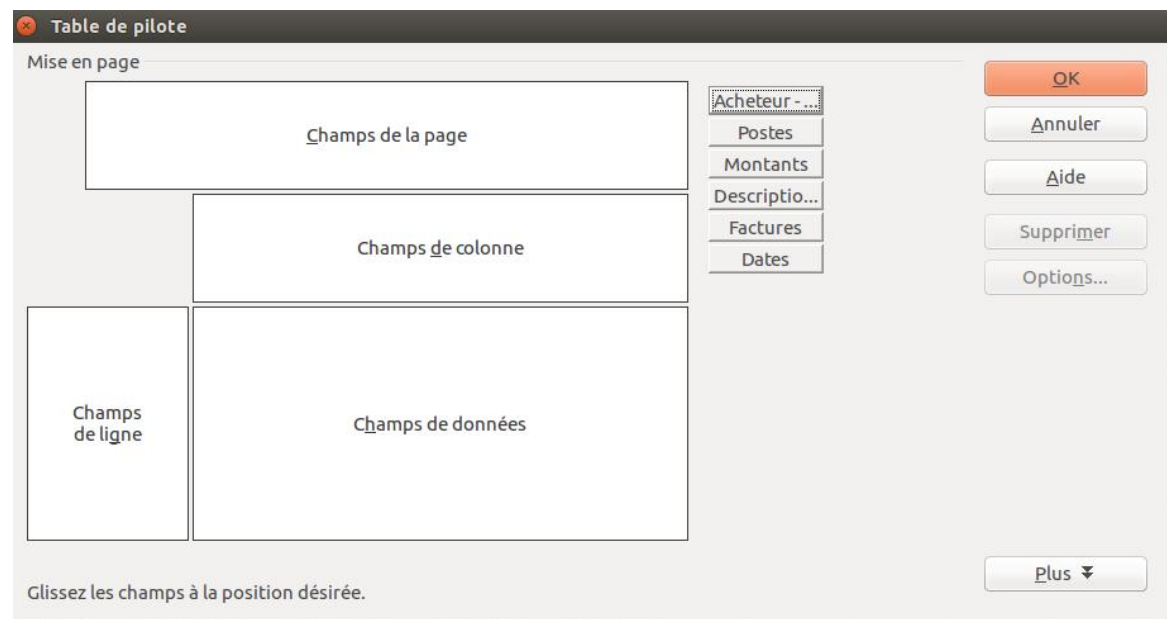 Table de pilote
Mise en page
Champs de la page
Champs de colonne
Champs
de ligne
Champs de données
Acheteur - ...
Postes
Montants
Descriptio...
Factures
Dates
OK
Annuler
Aide
Supprimer
Options...
Plus
Glissez les champs à la position désirée.